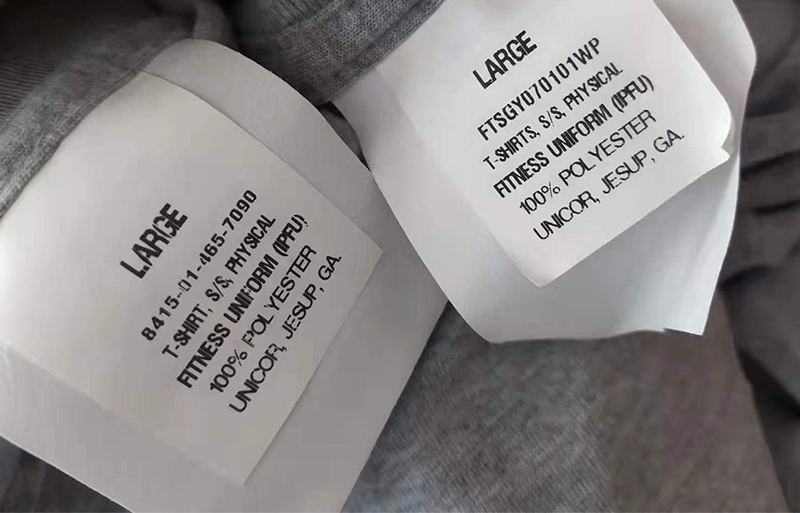 LARGE
8415-01-465-7090
T-SHIRT, S/S, PHYSICAL
FITNESS UNIFORM (IPFU)
100% POLYESTER
UNICOR, JESUP, GA.
LARGE
FTSGY070101WP
T-SHIRTS, S/S, PHYSICAL
FITNESS UNIFORM (IPFU)
100% POLYESTER
UNICOR, JESUP, GA.